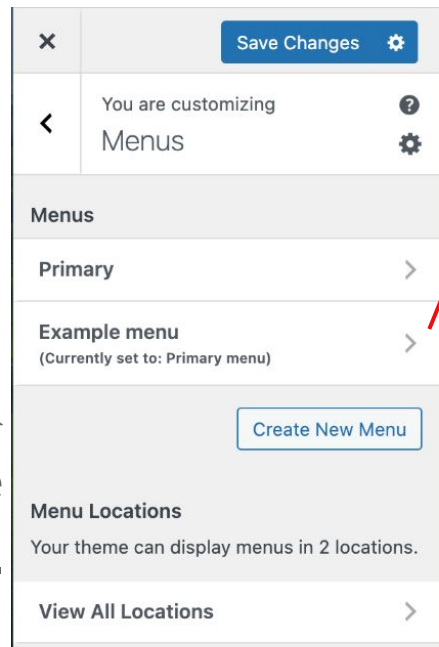 Save Changes
You are customizing
Menus
Menus
Primary
Example menu
(Currently set to: Primary menu)
Create New Menu
Menu Locations
Your theme can display menus in 2 locations.
View All Locations